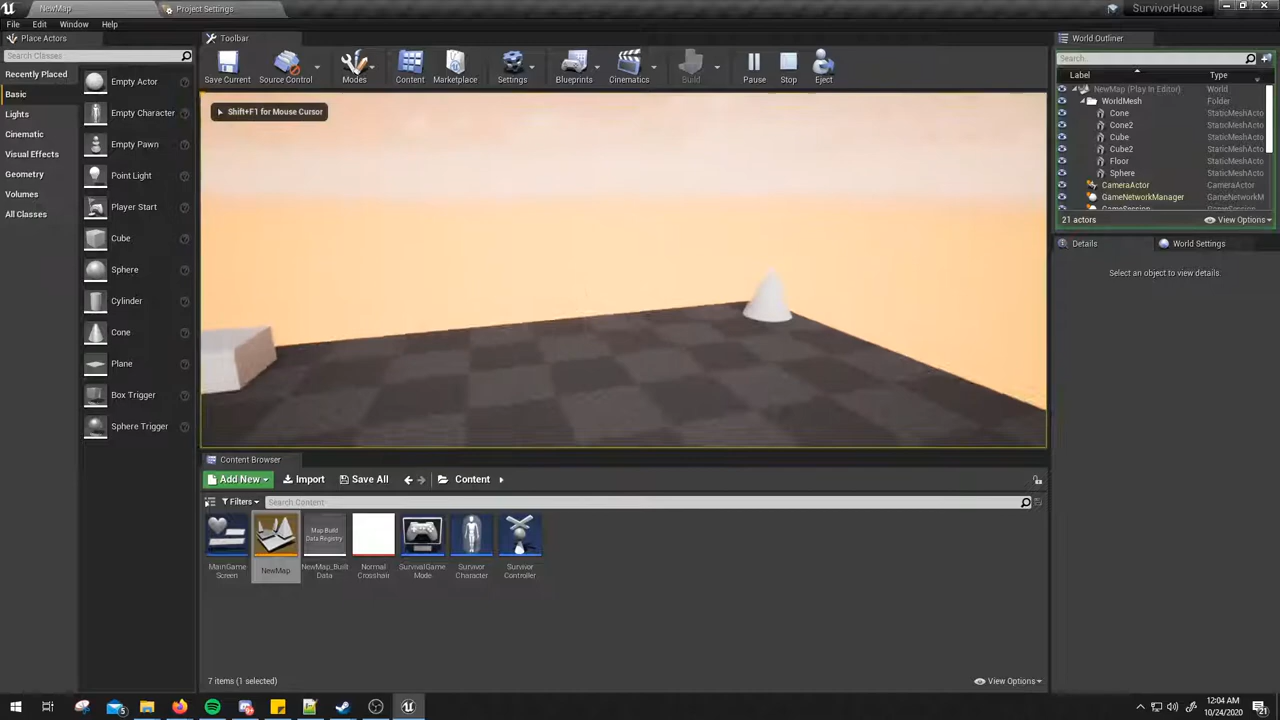 NewMap
Project Settings
SurvivorHouse
File Edit Window Help
Place Actors
Search Classes
Recently Placed
Basic
Lights
Cinematic
Visual Effects
Geometry
Volumes
All Classes
Empty Actor
Empty Character
Empty Pawn
Point Light
Player Start
Cube
Sphere
Cylinder
Cone
Plane
Box Trigger
Sphere Trigger
Toolbar
Save Current
Source Control
Modes
Content
Marketplace
Settings
Blueprints
Cinematics
Build
Pause
Stop
Eject
Shift+F1 for Mouse Cursor
World Outliner
Search...
Label Type
NewMap (Play In Editor) World
WorldMesh Folder
Cone StaticMeshActo
Cone2 StaticMeshActo
Cube StaticMeshActo
Cube2 StaticMeshActo
Floor StaticMeshActo
Sphere StaticMeshActo
CameraActor CameraActor
GameNetworkManager GameNetworkM
21 actors
View Options
Details
World Settings
Select an object to view details.
Content Browser
Add New
Import
Save All
Content
Filters
Search Content
MainGame
Screen
NewMap
Map Build
Data Registry
NewMap_Built
Data
Normal
Crosshair
SurvivalGame
Mode
Survivor
Character
Survivor
Controller
7 items (1 selected)
View Options
5
12:04 AM
10/24/2020
21